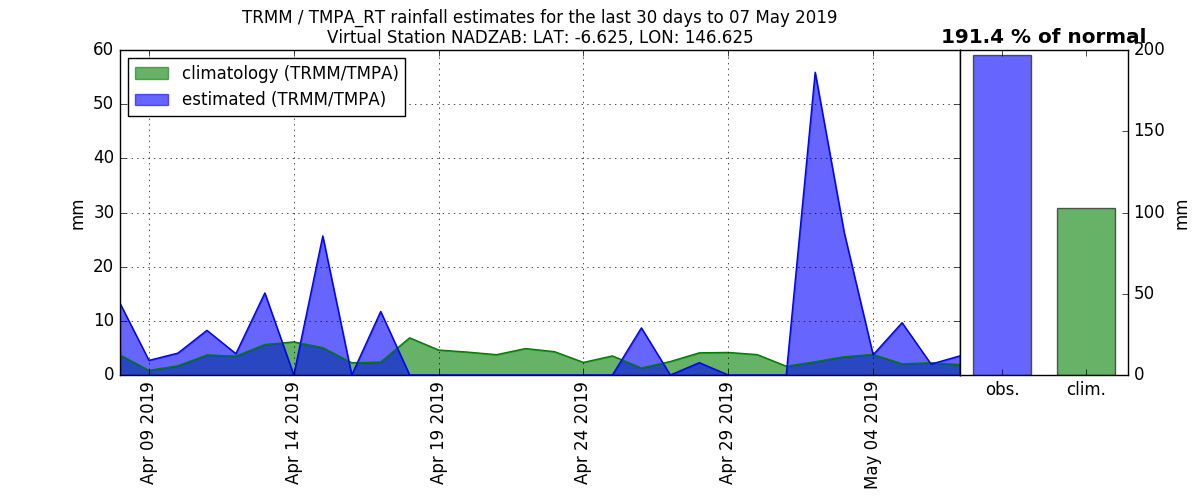 TRMM / TMPA_RT rainfall estimates for the last 30 days to 07 May 2019
Virtual Station NADZAB: LAT: -6.625, LON: 146.625
191.4 % of normal
climatology (TRMM/TMPA)
estimated (TRMM/TMPA)
60
50
40
30
20
10
0
mm
Apr 09 2019
Apr 14 2019
Apr 19 2019
Apr 24 2019
Apr 29 2019
May 04 2019
obs.
clim.
200
150
100
50
0
mm